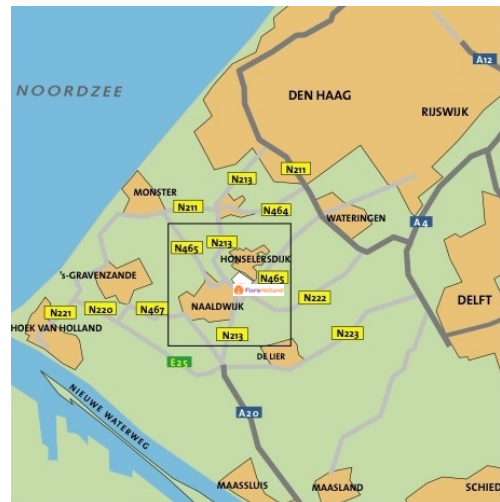 NOORDZEE
DEN HAAG
RIJSWIJK
A12
N213
N211
MONSTER
N211
N464
WATERINGEN
A4
N465
N213
HONSELERSDIJK
's-GRAVENZANDE
N465
FloraHolland
DELFT
N221
N220
N467
NAALDWIJK
N222
HOEK VAN HOLLAND
N213
N223
DE LIER
E25
NIEUWE WATERWEG
A20
MAASSLUIS
MAASLAND
SCHIED